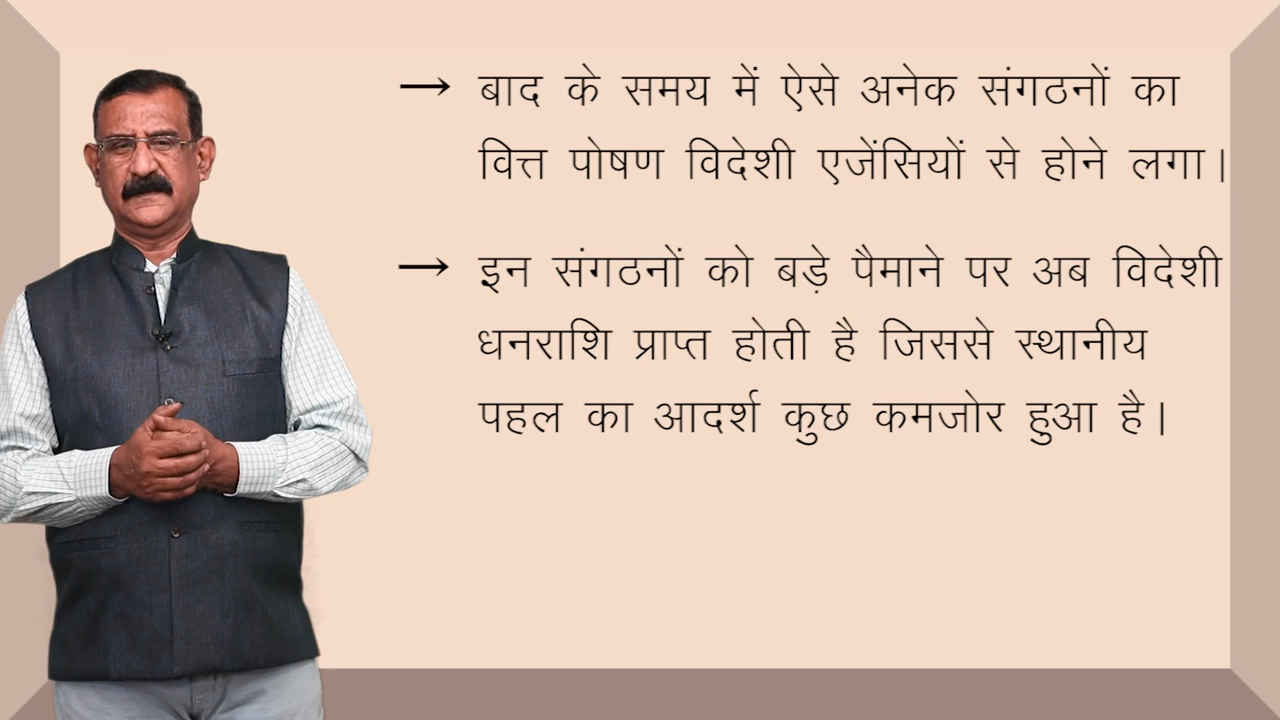 → बाद के समय में ऐसे अनेक संगठनों का
वित्त पोषण विदेशी एजेंसियों से होने लगा।
→ इन संगठनों को बड़े पैमाने पर अब विदेशी
धनराशि प्राप्त होती है जिससे स्थानीय
पहल का आदर्श कुछ कमजोर हुआ है।